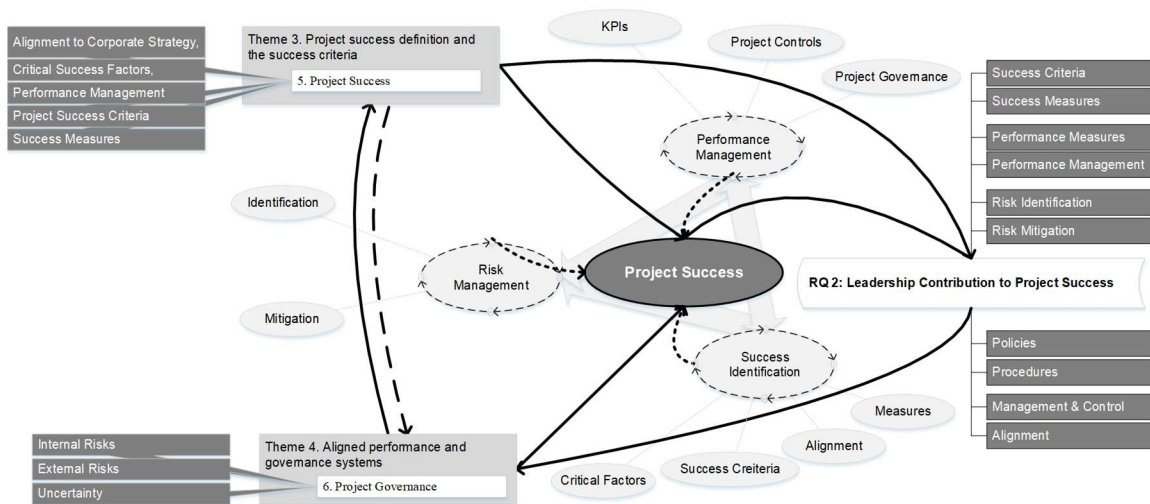 Alignment to Corporate Strategy,
Critical Success Factors,
Performance Management
Project Success Criteria
Success Measures
Theme 3. Project success definition and
the success criteria
5. Project Success
KPIs
Project Controls
Project Governance
Performance
Management
Success Criteria
Success Measures
Performance Measures
Performance Management
Risk Identification
Risk Mitigation
Identification
Risk
Management
Mitigation
Project Success
RQ 2: Leadership Contribution to Project Success
Success
Identification
Measures
Alignment
Success Creiteria
Critical Factors
Policies
Procedures
Management & Control
Alignment
Internal Risks
External Risks
Uncertainty
Theme 4. Aligned performance and
governance systems
6. Project Governance